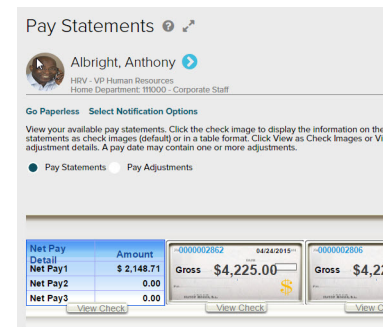 Pay Statements
Albright, Anthony
HRV - VP Human Resources
Home Department: 111000 - Corporate Staff
Go Paperless Select Notification Options
View your available pay statements. Click the check image to display the information on the
statements as check images (default) or in a table format. Click View as Check Images or Vi
adjustment details. A pay date may contain one or more adjustments.
Pay Statements Pay Adjustments
Net Pay Detail Amount
Net Pay1 $ 2,148.71
Net Pay2 0.00
Net Pay3 0.00
View Check
0000002862 04/24/2015
Gross $4,225.00
$
View Check
0000002806
Gross $4,22
View C